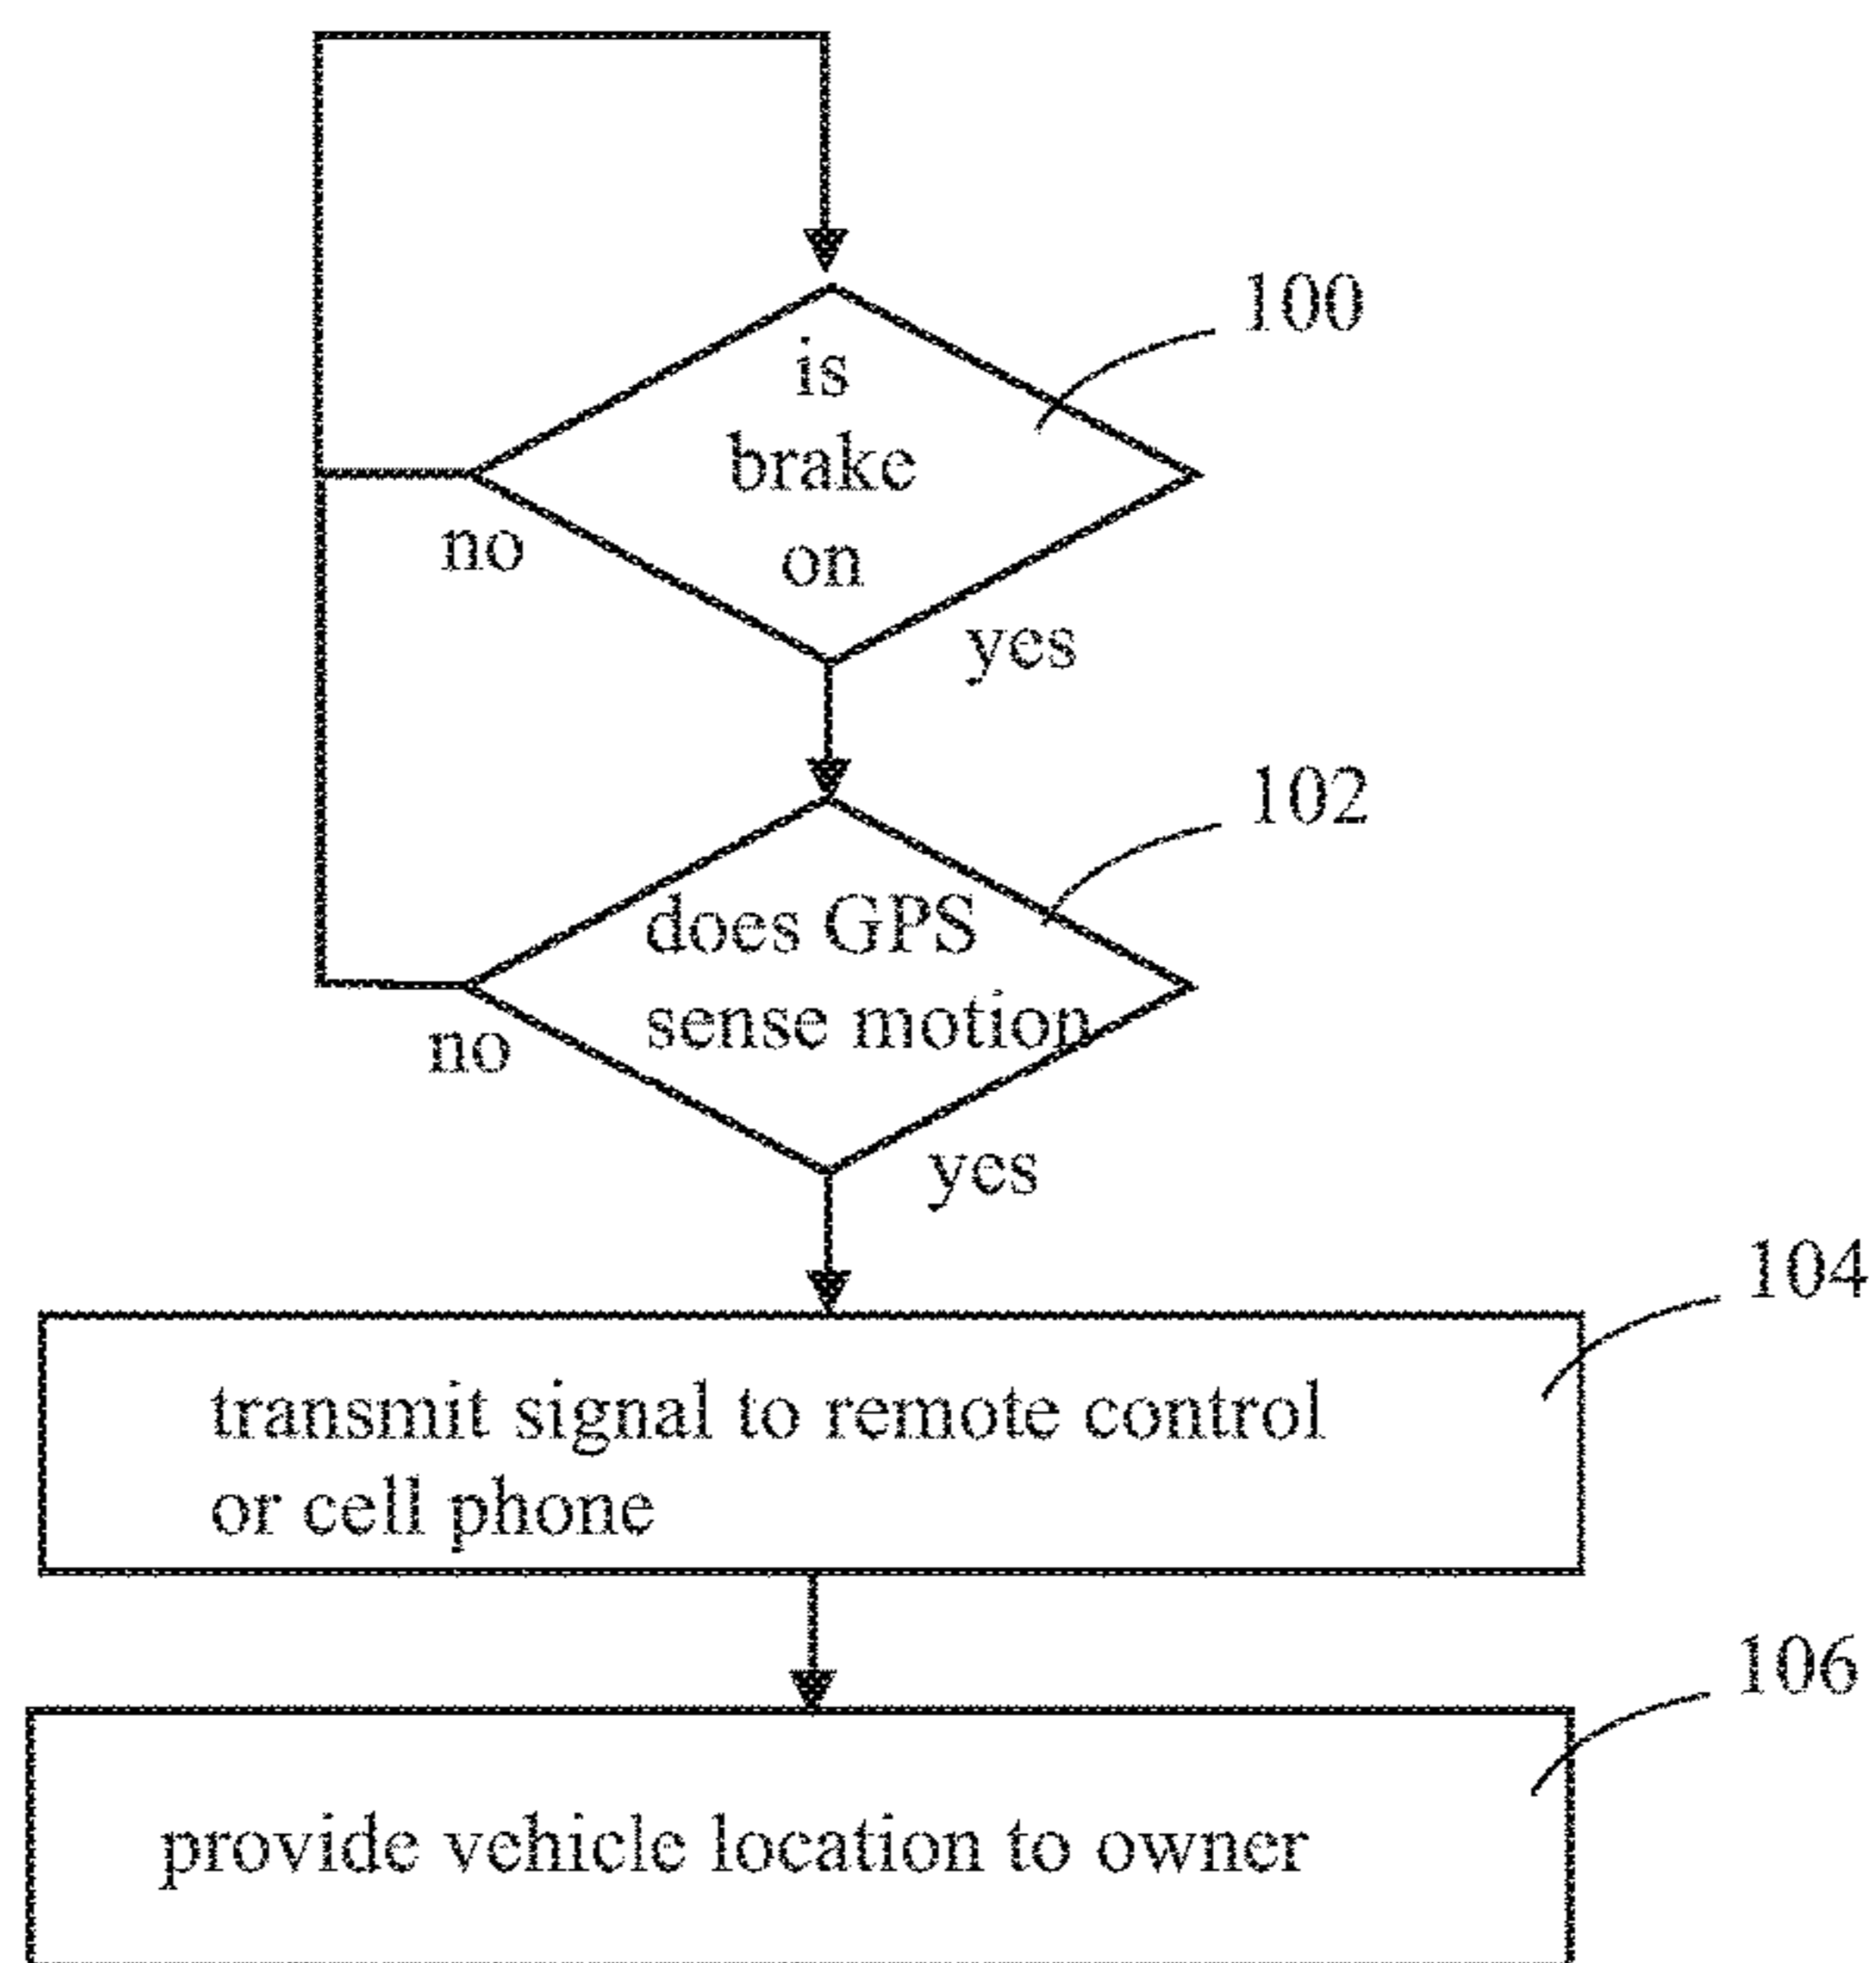 100
is
brake
on
no
yes
102
does GPS
sense motion
no
yes
104
transmit signal to remote control
or cell phone
106
provide vehicle location to owner